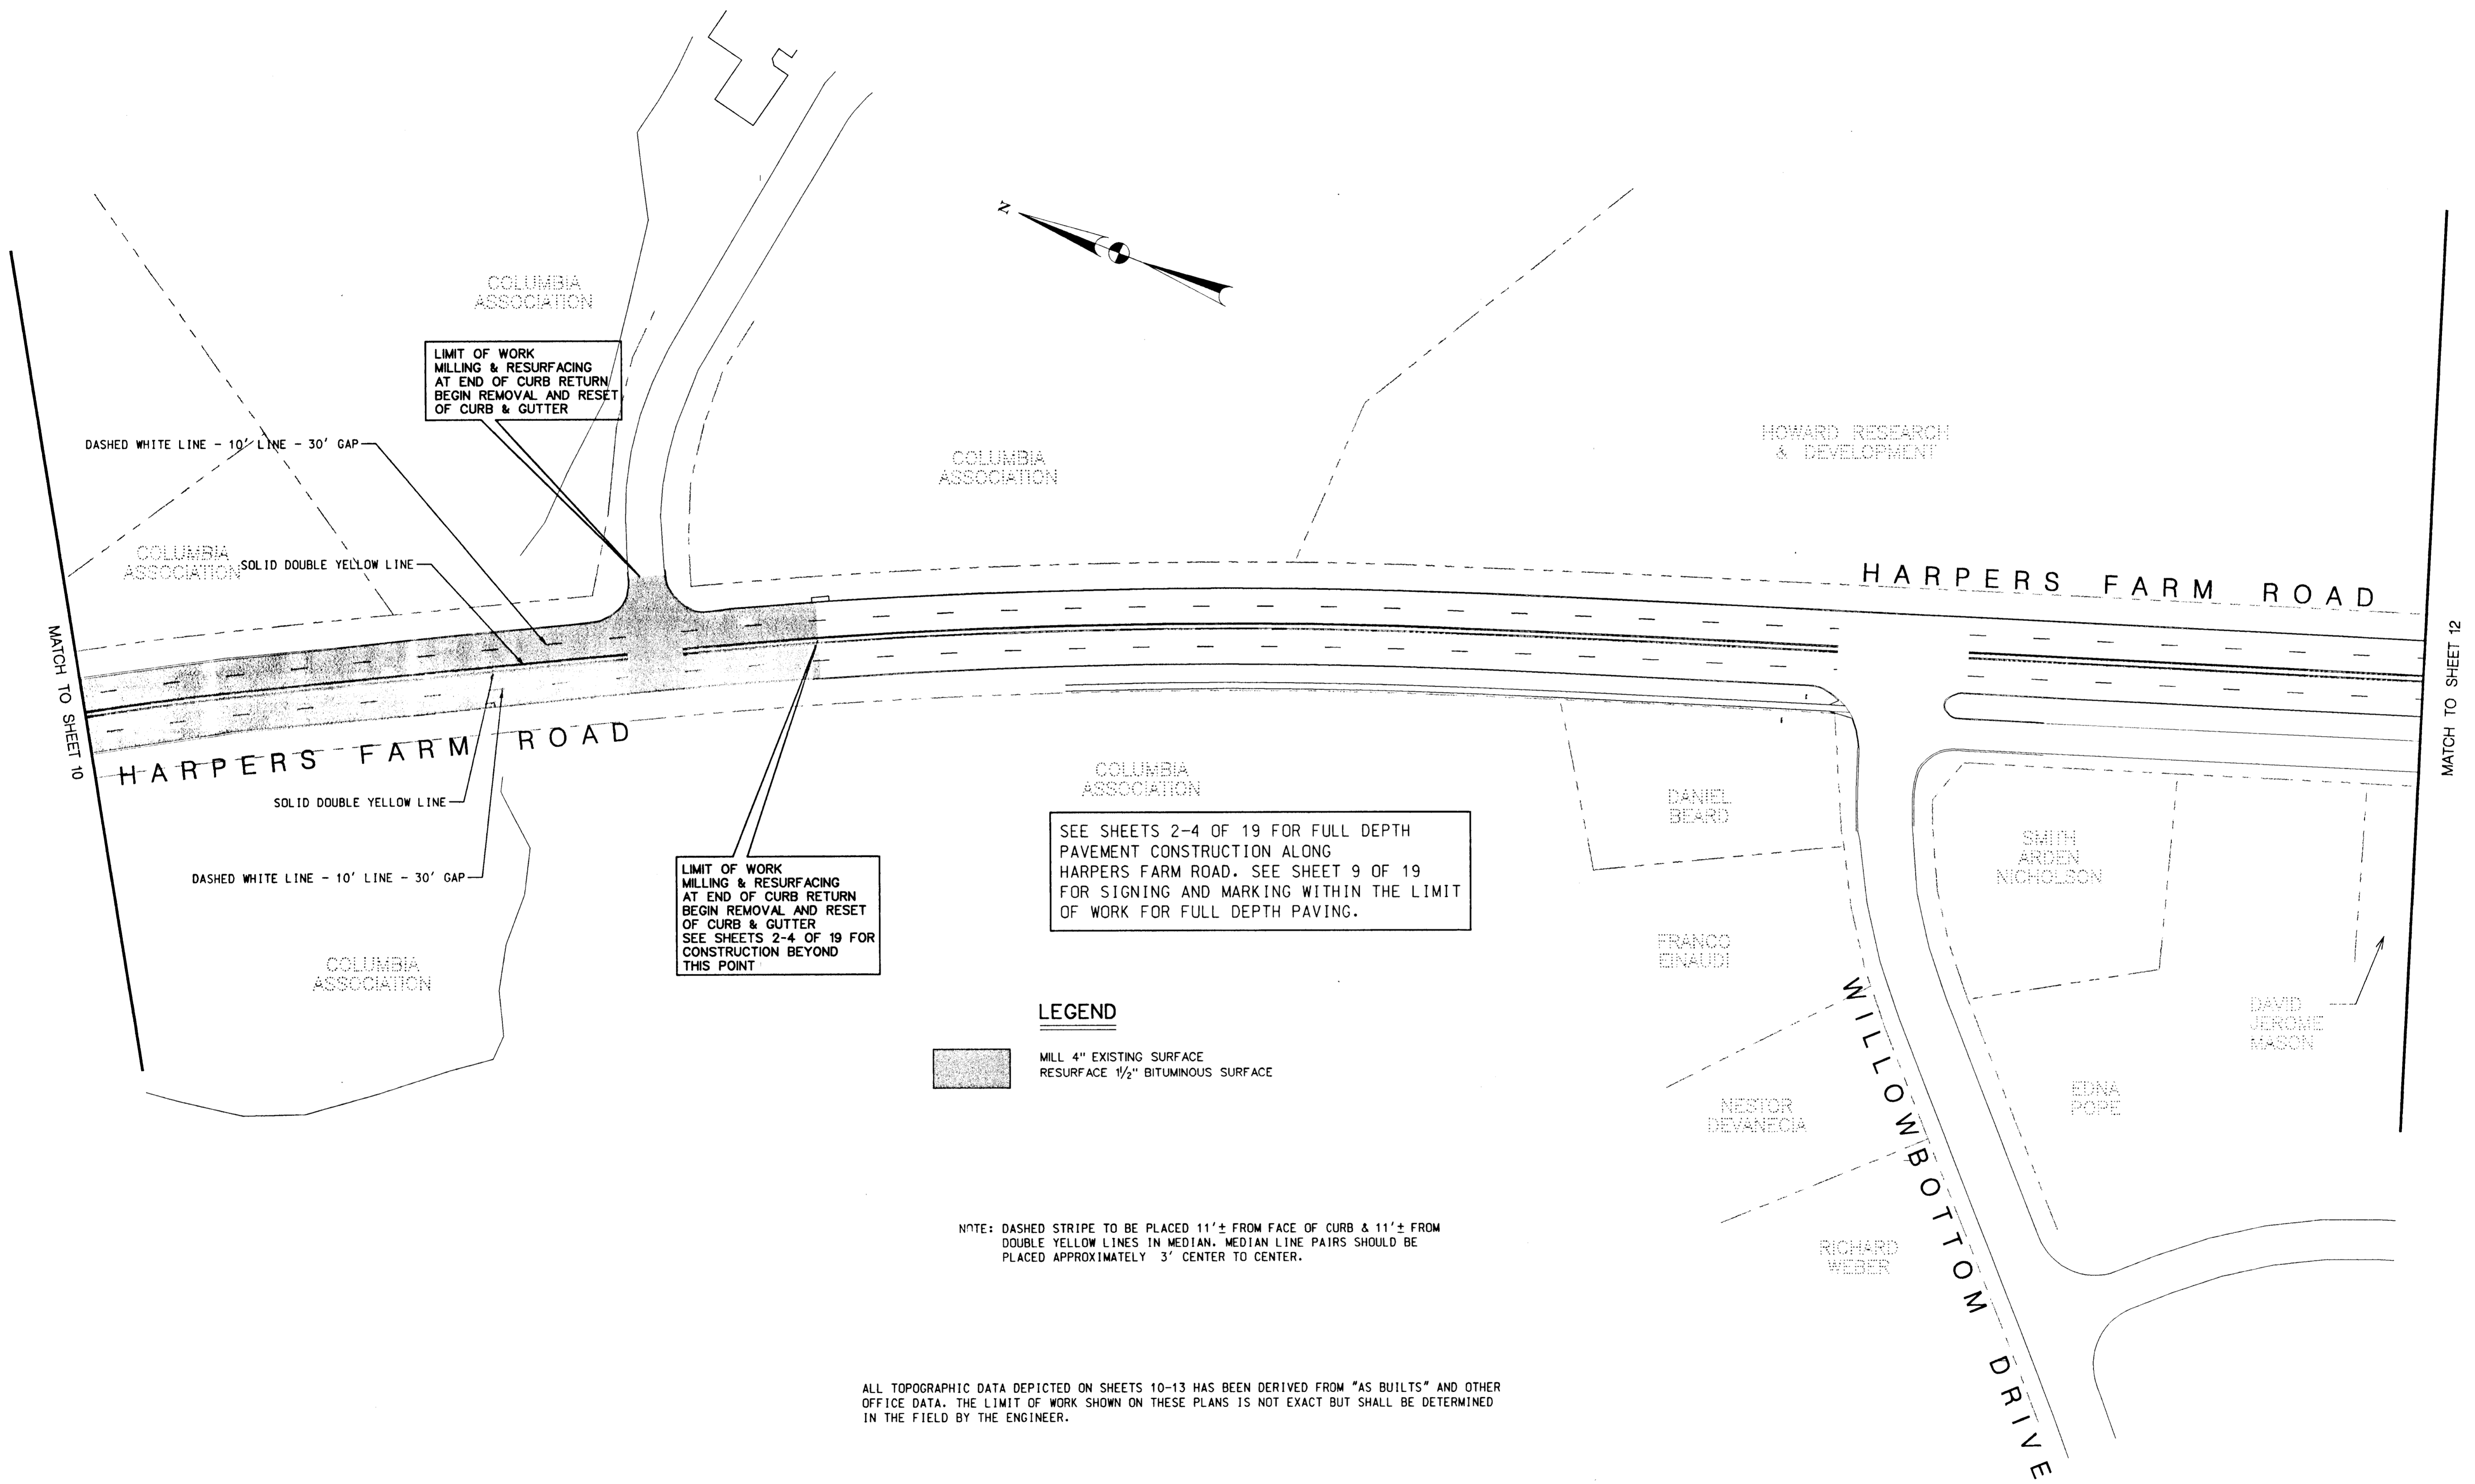 N
COLUMBIA
ASSOCIATION
LIMIT OF WORK
MILLING & RESURFACING
AT END OF CURB RETURN
BEGIN REMOVAL AND RESET
OF CURB & GUTTER
DASHED WHITE LINE - 10' LINE - 30' GAP
COLUMBIA
ASSOCIATION
HOWARD RESEARCH
& DEVELOPMENT
COLUMBIA
ASSOCIATION
SOLID DOUBLE YELLOW LINE
HARPERS FARM ROAD
MATCH TO SHEET 10
MATCH TO SHEET 12
HARPERS FARM ROAD
SOLID DOUBLE YELLOW LINE
DASHED WHITE LINE - 10' LINE - 30' GAP
COLUMBIA
ASSOCIATION
LIMIT OF WORK
MILLING & RESURFACING
AT END OF CURB RETURN
BEGIN REMOVAL AND RESET
OF CURB & GUTTER
SEE SHEETS 2-4 OF 19 FOR
CONSTRUCTION BEYOND
THIS POINT
COLUMBIA
ASSOCIATION
SEE SHEETS 2-4 OF 19 FOR FULL DEPTH
PAVEMENT CONSTRUCTION ALONG
HARPERS FARM ROAD. SEE SHEET 9 OF 19
FOR SIGNING AND MARKING WITHIN THE LIMIT
OF WORK FOR FULL DEPTH PAVING.
DANIEL
BEARD
SMITH
ARDEN
NICHOLSON
FRANCO
EINAUDI
DAVID
JEROME
MASON
WILLOWBOTTOM DRIVE
NESTOR
DEVANECIA
EDNA
POPE
RICHARD
WEBER
LEGEND
MILL 4" EXISTING SURFACE
RESURFACE 1 1/2" BITUMINOUS SURFACE
NOTE: DASHED STRIPE TO BE PLACED 11'± FROM FACE OF CURB & 11'± FROM
DOUBLE YELLOW LINES IN MEDIAN. MEDIAN LINE PAIRS SHOULD BE
PLACED APPROXIMATELY 3' CENTER TO CENTER.
ALL TOPOGRAPHIC DATA DEPICTED ON SHEETS 10-13 HAS BEEN DERIVED FROM "AS BUILTS" AND OTHER
OFFICE DATA. THE LIMIT OF WORK SHOWN ON THESE PLANS IS NOT EXACT BUT SHALL BE DETERMINED
IN THE FIELD BY THE ENGINEER.